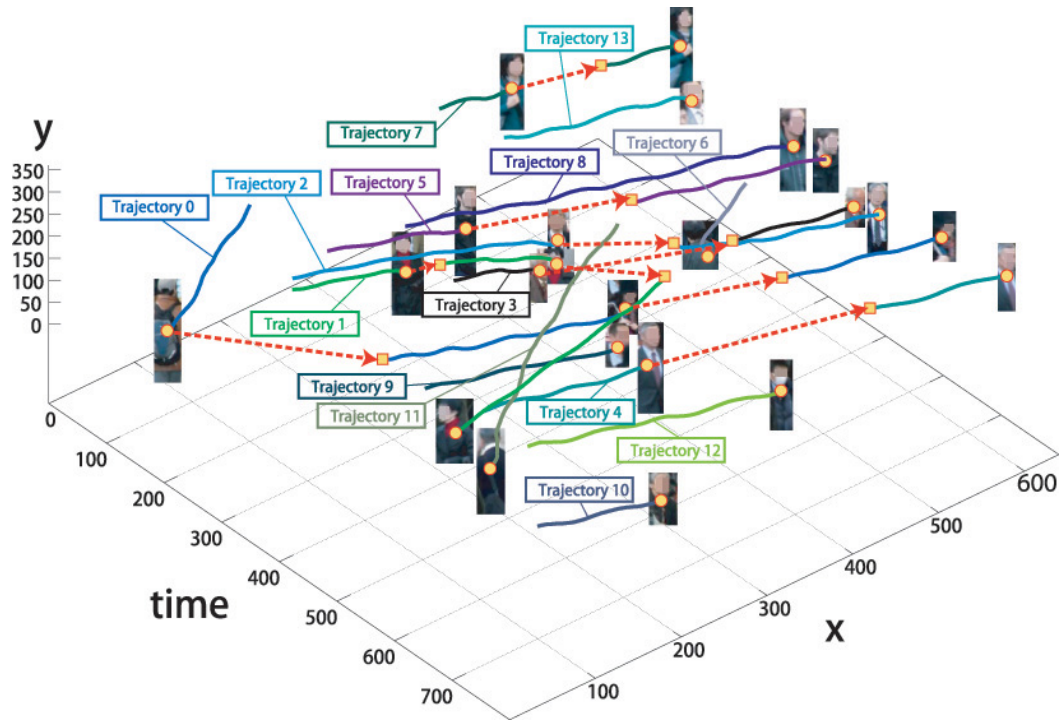 Trajectory 13
Trajectory 7
Trajectory 6
y
Trajectory 8
Trajectory 2
Trajectory 5
Trajectory 0
350
300
250
200
150
100
50
0
Trajectory 3
Trajectory 1
Trajectory 9
Trajectory 11
Trajectory 4
Trajectory 12
Trajectory 10
0
100
200
300
400
500
600
700
time
100
200
300
400
500
600
x